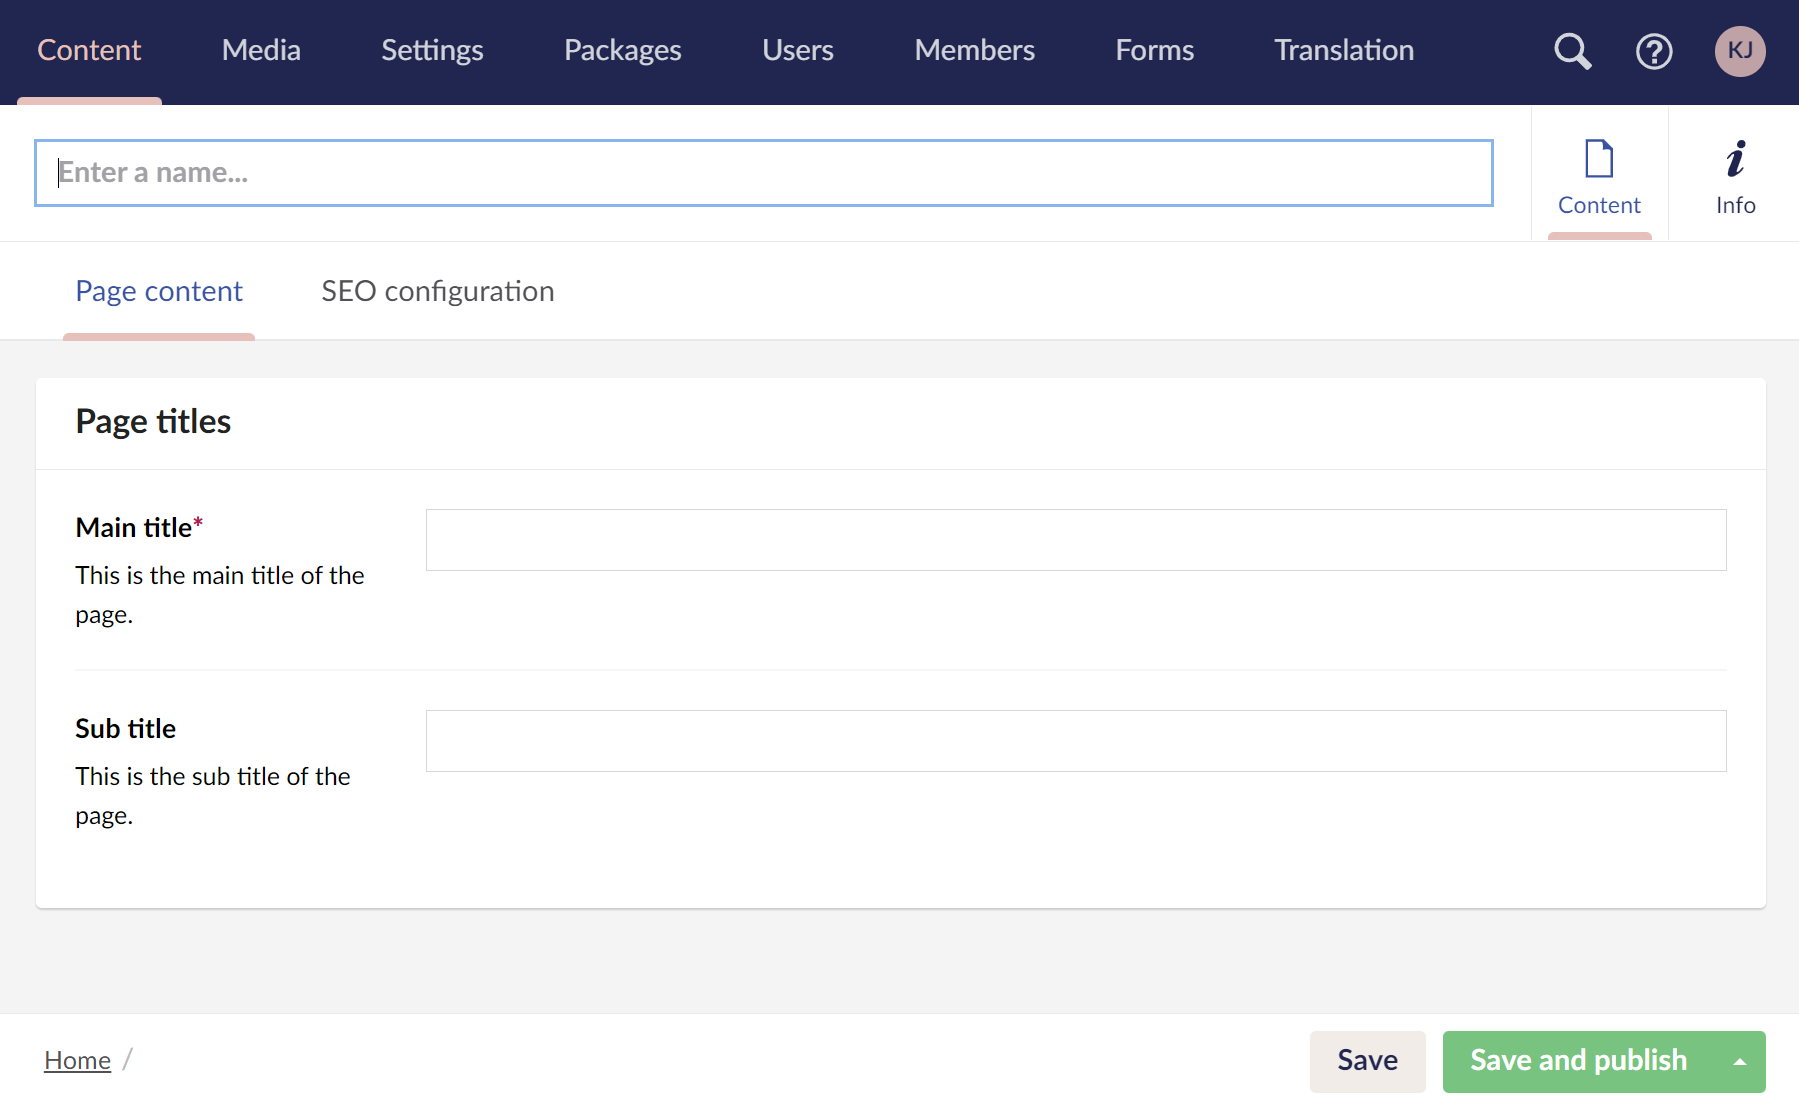 Content Media Settings Packages Users Members Forms Translation KJ
Enter a name...
Content Info
Page content SEO configuration
Page titles
Main title*
This is the main title of the
page.
Sub title
This is the sub title of the
page.
Home / Save Save and publish